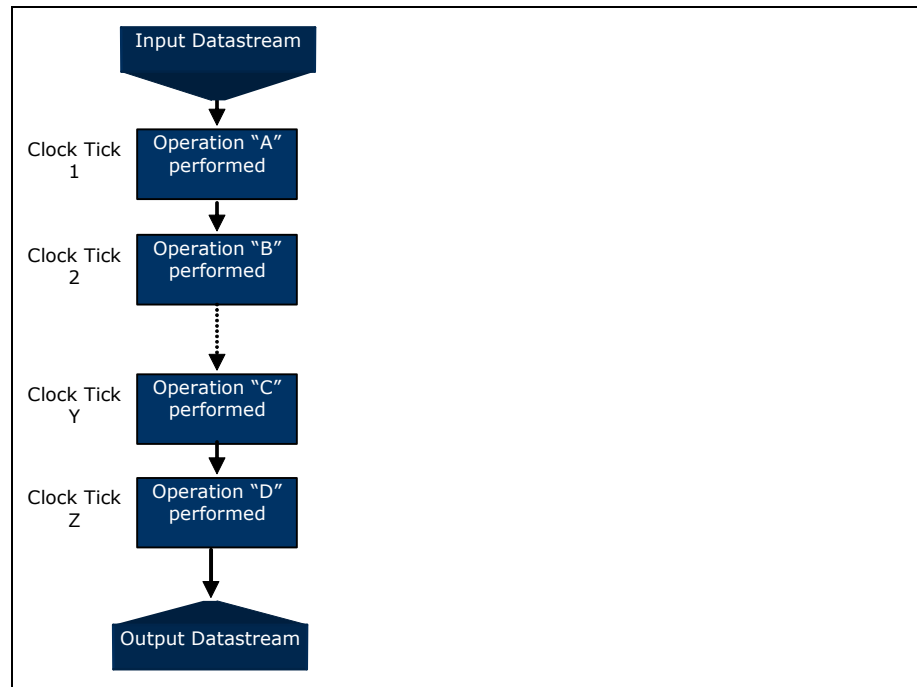 Input Datastream
Clock Tick
1
Operation “A”
performed
Clock Tick
2
Operation “B”
performed
Clock Tick
Y
Operation “C”
performed
Clock Tick
Z
Operation “D”
performed
Output Datastream